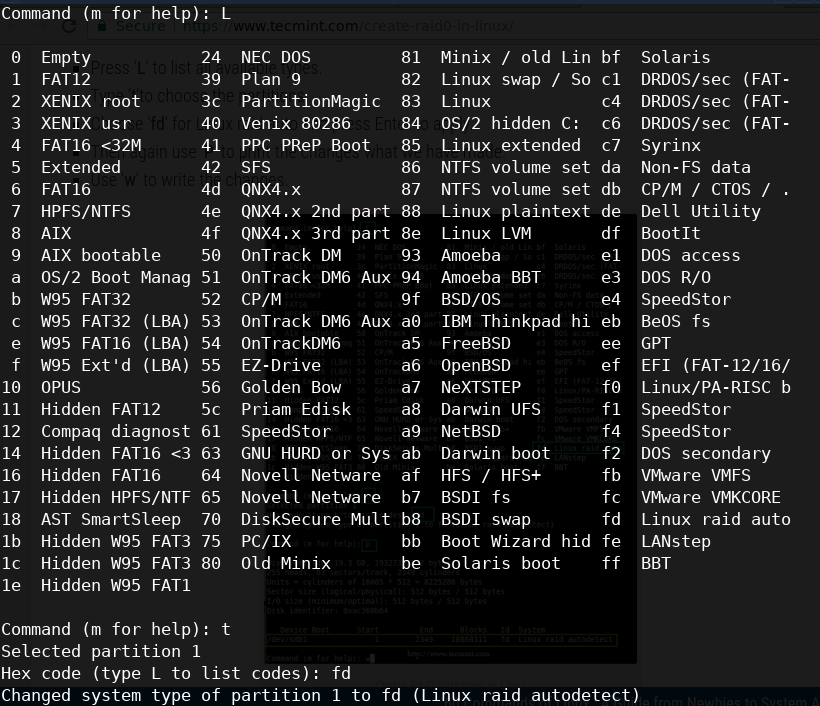 Command (m for help): L
Secure https://www.tecmint.com/create-raid0-in-linux/
0 Empty 24 NEC DOS 81 Minix / old Lin bf Solaris
1 FAT12 39 Plan 9 82 Linux swap / So c1 DRDOS/sec (FAT-
2 XENIX root 3c PartitionMagic 83 Linux c4 DRDOS/sec (FAT-
3 XENIX usr 40 Venix 80286 84 OS/2 hidden C: c6 DRDOS/sec (FAT-
4 FAT16 <32M 41 PPC PReP Boot 85 Linux extended c7 Syrinx
5 Extended 42 SFS 86 NTFS volume set da Non-FS data
6 FAT16 4d QNX4.x 87 NTFS volume set db CP/M / CTOS / .
7 HPFS/NTFS 4e QNX4.x 2nd part 88 Linux plaintext de Dell Utility
8 AIX 4f QNX4.x 3rd part 8e Linux LVM df BootIt
9 AIX bootable 50 OnTrack DM 93 Amoeba e1 DOS access
a OS/2 Boot Manag 51 OnTrack DM6 Aux 94 Amoeba BBT e3 DOS R/O
b W95 FAT32 52 CP/M 9f BSD/OS e4 SpeedStor
c W95 FAT32 (LBA) 53 OnTrack DM6 Aux a0 IBM Thinkpad hi eb BeOS fs
e W95 FAT16 (LBA) 54 OnTrackDM6 a5 FreeBSD ee GPT
f W95 Ext'd (LBA) 55 EZ-Drive a6 OpenBSD ef EFI (FAT-12/16/
10 OPUS 56 Golden Bow a7 NeXTSTEP f0 Linux/PA-RISC b
11 Hidden FAT12 5c Priam Edisk a8 Darwin UFS f1 SpeedStor
12 Compaq diagnost 61 SpeedStor a9 NetBSD f4 SpeedStor
14 Hidden FAT16 <3 63 GNU HURD or Sys ab Darwin boot f2 DOS secondary
16 Hidden FAT16 64 Novell Netware af HFS / HFS+ fb VMware VMFS
17 Hidden HPFS/NTF 65 Novell Netware b7 BSDI fs fc VMware VMKCORE
18 AST SmartSleep 70 DiskSecure Mult b8 BSDI swap fd Linux raid auto
1b Hidden W95 FAT3 75 PC/IX bb Boot Wizard hid fe LANstep
1c Hidden W95 FAT3 80 Old Minix be Solaris boot ff BBT
1e Hidden W95 FAT1
Command (m for help): t
Selected partition 1
Hex code (type L to list codes): fd
Changed system type of partition 1 to fd (Linux raid autodetect)